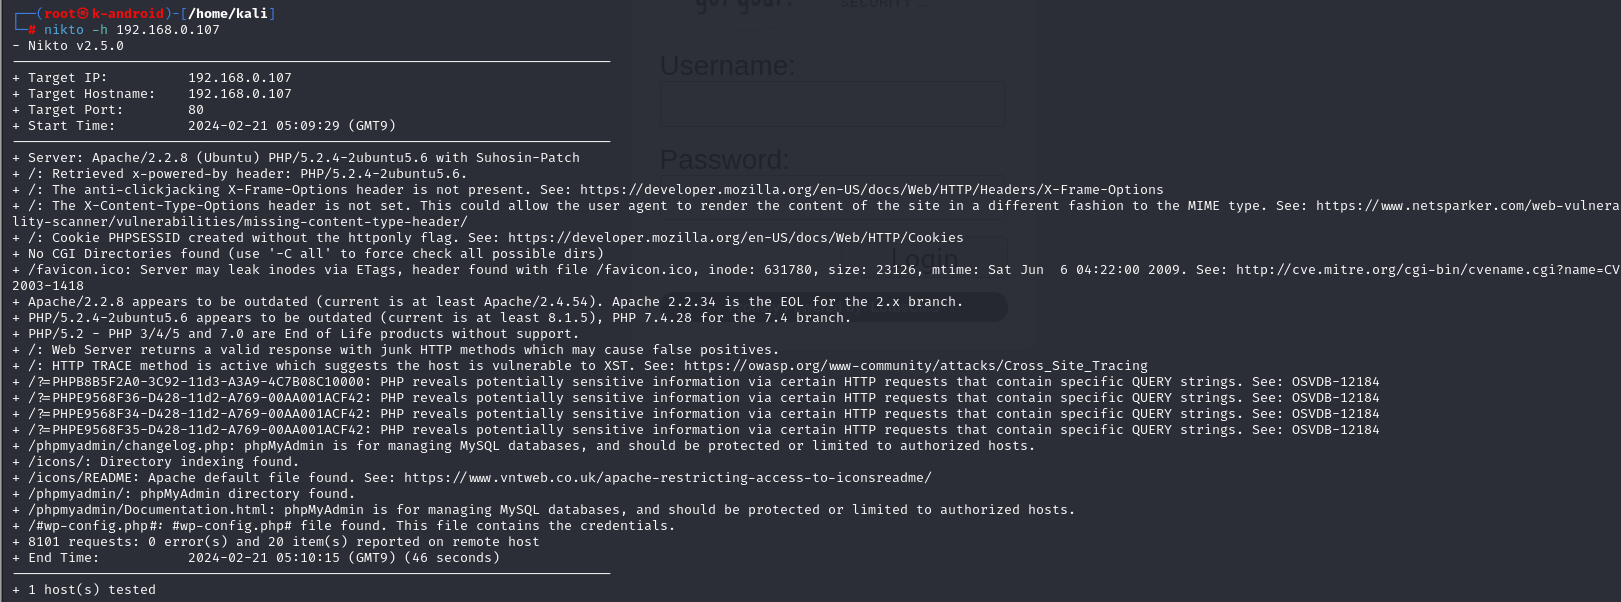 ┌──(root㉿k-android)-[/home/kali]
└─# nikto -h 192.168.0.107
- Nikto v2.5.0
+ Target IP:          192.168.0.107
+ Target Hostname:    192.168.0.107
+ Target Port:        80
+ Start Time:         2024-02-21 05:09:29 (GMT9)
+ Server: Apache/2.2.8 (Ubuntu) PHP/5.2.4-2ubuntu5.6 with Suhosin-Patch
+ /: Retrieved x-powered-by header: PHP/5.2.4-2ubuntu5.6.
+ /: The anti-clickjacking X-Frame-Options header is not present. See: https://developer.mozilla.org/en-US/docs/Web/HTTP/Headers/X-Frame-Options
+ /: The X-Content-Type-Options header is not set. This could allow the user agent to render the content of the site in a different fashion to the MIME type. See: https://www.netsparker.com/web-vulnera
lity-scanner/vulnerabilities/missing-content-type-header/
+ /: Cookie PHPSESSID created without the httponly flag. See: https://developer.mozilla.org/en-US/docs/Web/HTTP/Cookies
+ No CGI Directories found (use '-C all' to force check all possible dirs)
+ /favicon.ico: Server may leak inodes via ETags, header found with file /favicon.ico, inode: 631780, size: 23126, mtime: Sat Jun  6 04:22:00 2009. See: http://cve.mitre.org/cgi-bin/cvename.cgi?name=CV
2003-1418
+ Apache/2.2.8 appears to be outdated (current is at least Apache/2.4.54). Apache 2.2.34 is the EOL for the 2.x branch.
+ PHP/5.2.4-2ubuntu5.6 appears to be outdated (current is at least 8.1.5), PHP 7.4.28 for the 7.4 branch.
+ PHP/5.2 - PHP 3/4/5 and 7.0 are End of Life products without support.
+ /: Web Server returns a valid response with junk HTTP methods which may cause false positives.
+ /: HTTP TRACE method is active which suggests the host is vulnerable to XST. See: https://owasp.org/www-community/attacks/Cross_Site_Tracing
+ /?=PHPB8B5F2A0-3C92-11d3-A3A9-4C7B08C10000: PHP reveals potentially sensitive information via certain HTTP requests that contain specific QUERY strings. See: OSVDB-12184
+ /?=PHPE9568F36-D428-11d2-A769-00AA001ACF42: PHP reveals potentially sensitive information via certain HTTP requests that contain specific QUERY strings. See: OSVDB-12184
+ /?=PHPE9568F34-D428-11d2-A769-00AA001ACF42: PHP reveals potentially sensitive information via certain HTTP requests that contain specific QUERY strings. See: OSVDB-12184
+ /?=PHPE9568F35-D428-11d2-A769-00AA001ACF42: PHP reveals potentially sensitive information via certain HTTP requests that contain specific QUERY strings. See: OSVDB-12184
+ /phpmyadmin/changelog.php: phpMyAdmin is for managing MySQL databases, and should be protected or limited to authorized hosts.
+ /icons/: Directory indexing found.
+ /icons/README: Apache default file found. See: https://www.vntweb.co.uk/apache-restricting-access-to-iconsreadme/
+ /phpmyadmin/: phpMyAdmin directory found.
+ /phpmyadmin/Documentation.html: phpMyAdmin is for managing MySQL databases, and should be protected or limited to authorized hosts.
+ /#wp-config.php#: #wp-config.php# file found. This file contains the credentials.
+ 8101 requests: 0 error(s) and 20 item(s) reported on remote host
+ End Time:           2024-02-21 05:10:15 (GMT9) (46 seconds)
+ 1 host(s) tested
SECURITY
Username:
Password:
Login